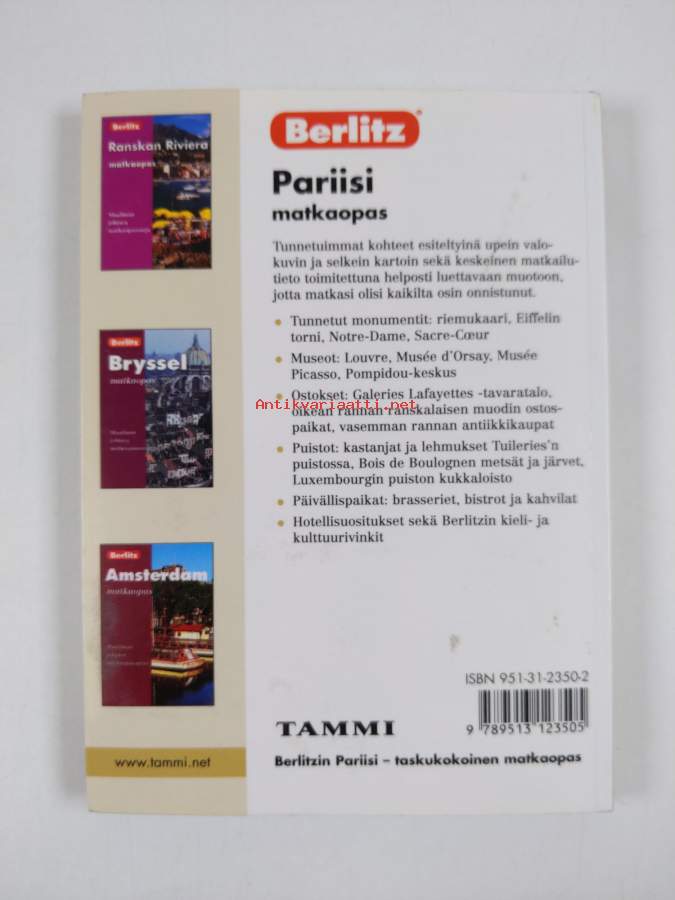 Berlitz
Ranskan Riviera
matkaopas
Berlitz
Bryssel
matkaopas
Berlitz
Amsterdam
matkaopas
www.tammi.net
Berlitz®
Pariisi
matkaopas
Tunnetuimmat kohteet esiteltyinä upein valo-
kuvin ja selkein kartoin sekä keskeinen matkailu-
tieto toimitettuna helposti luettavaan muotoon,
jotta matkasi olisi kaikilta osin onnistunut.
• Tunnetut monumentit: riemukaari, Eiffelin
torni, Notre-Dame, Sacre-Cœur
• Museot: Louvre, Musée d'Orsay, Musée
Picasso, Pompidou-keskus
• Ostokset: Galeries Lafayettes -tavaratalo,
Antikvariaatti.net
oikean rannan ranskalaisen muodin ostos-
paikat, vasemman rannan antiikkikaupat
• Puistot: kastanjat ja lehmukset Tuileries'n
puistossa, Bois de Boulognen metsät ja järvet,
Luxembourgin puiston kukkaloisto
• Päivällispaikat: brasseriet, bistrot ja kahvilat
• Hotellisuositukset sekä Berlitzin kieli- ja
kulttuurivinkit
ISBN 951-31-2350-2
9 789513 123505
TAMMI
Berlitzin Pariisi – taskukokoinen matkaopas